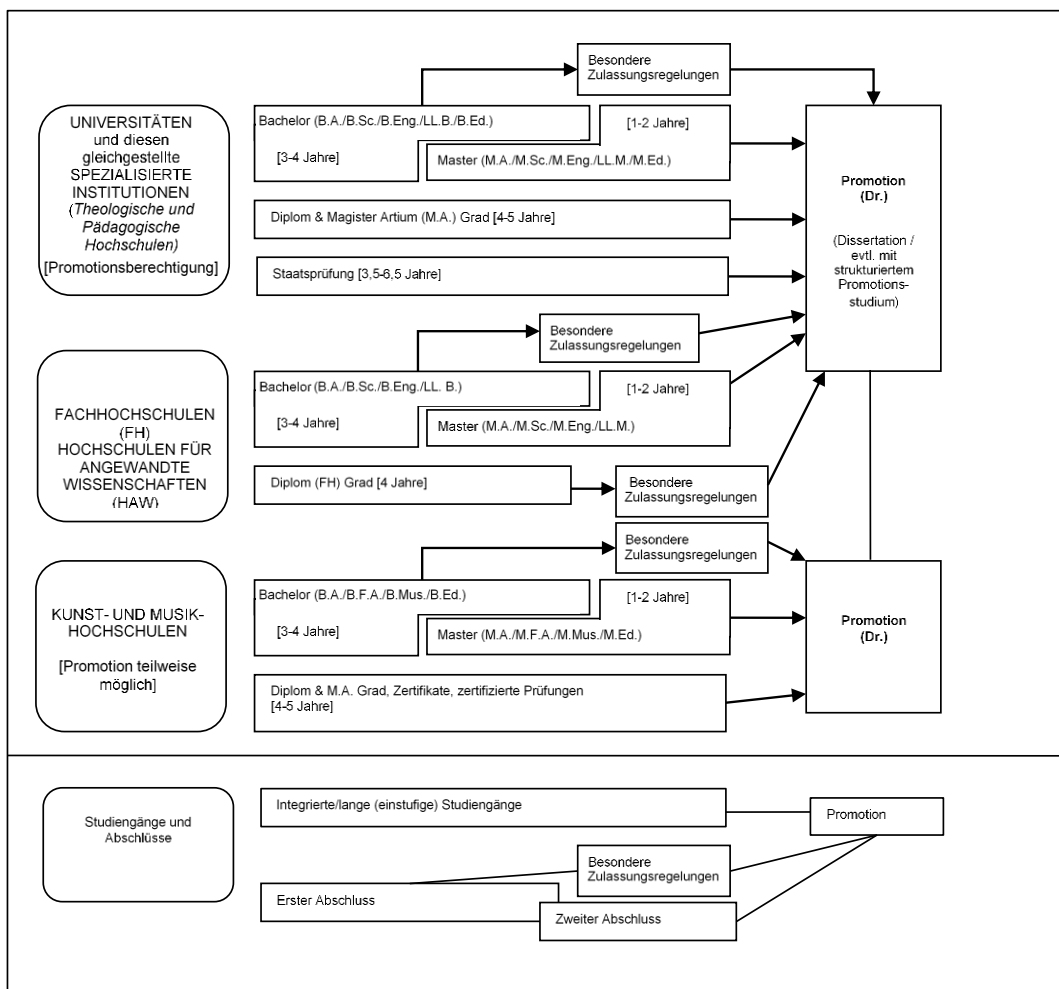 Besondere
Zulassungsregelungen
UNIVERSITÄTEN
und diesen
gleichgestellte
SPEZIALISIERTE
INSTITUTIONEN
(Theologische und
Pädagogische
Hochschulen)
[Promotionsberechtigung]
Bachelor (B.A./B.Sc./B.Eng./LL.B./B.Ed.)
[3-4 Jahre]
[1-2 Jahre]
Master (M.A./M.Sc./M.Eng./LL.M./M.Ed.)
Diplom & Magister Artium (M.A.) Grad [4-5 Jahre]
Staatsprüfung [3,5-6,5 Jahre]
Promotion
(Dr.)
(Dissertation /
evtl. mit
strukturiertem
Promotions-
studium)
Besondere
Zulassungsregelungen
FACHHOCHSCHULEN
(FH)
HOCHSCHULEN FÜR
ANGEWANDTE
WISSENSCHAFTEN
(HAW)
Bachelor (B.A./B.Sc./B.Eng./LL. B.)
[3-4 Jahre]
[1-2 Jahre]
Master (M.A./M.Sc./M.Eng./LL.M.)
Diplom (FH) Grad [4 Jahre]
Besondere
Zulassungsregelungen
Besondere
Zulassungsregelungen
KUNST- UND MUSIK-
HOCHSCHULEN
[Promotion teilweise
möglich]
Bachelor (B.A./B.F.A./B.Mus./B.Ed.)
[3-4 Jahre]
[1-2 Jahre]
Master (M.A./M.F.A./M.Mus./M.Ed.)
Diplom & M.A. Grad, Zertifikate, zertifizierte Prüfungen
[4-5 Jahre]
Promotion
(Dr.)
Studiengänge und
Abschlüsse
Integrierte/lange (einstufige) Studiengänge
Promotion
Besondere
Zulassungsregelungen
Erster Abschluss
Zweiter Abschluss